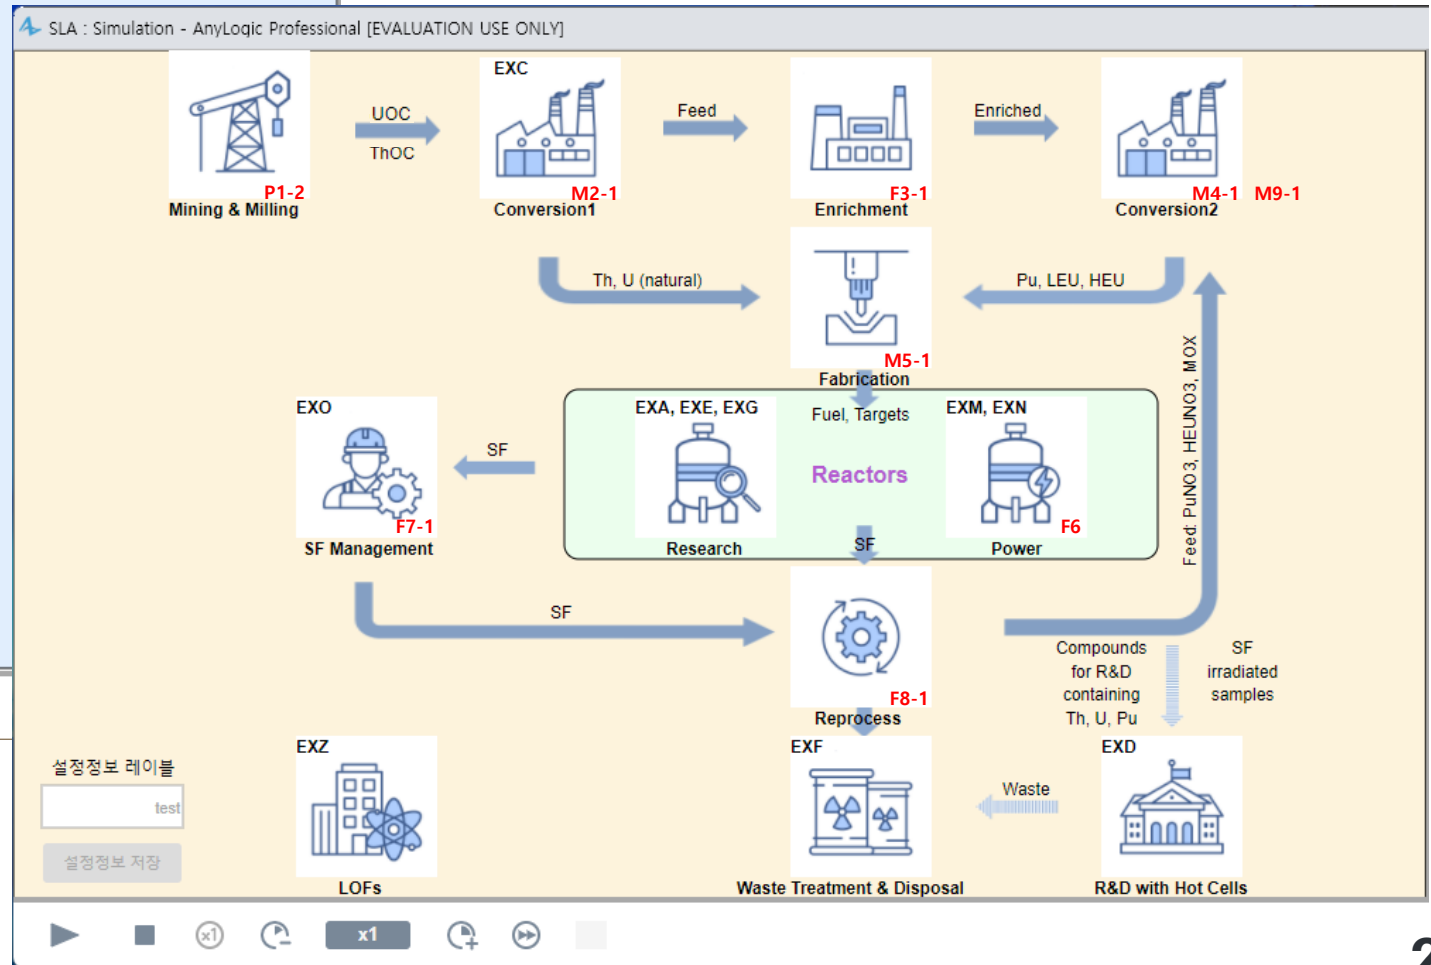 SLA : Simulation - AnyLogic Professional [EVALUATION USE ONLY]
EXC
UOC
ThOC
Feed
Enriched
P1-2
M2-1
F3-1
M4-1 M9-1
Mining & Milling
Conversion1
Enrichment
Conversion2
Th, U (natural)
Pu, LEU, HEU
M5-1
Fabrication
Fuel, Targets
EXO
EXA, EXE, EXG
EXM, EXN
SF
Reactors
F7-1
F6
SF Management
Research
SF
Power
Feed: PuNO3, HEUNO3, MOX
SF
F8-1
Reprocess
Compounds
for R&D
containing
Th, U, Pu
SF
irradiated
samples
설정정보 레이블
test
설정정보 저장
EXZ
EXF
EXD
Waste
LOFs
Waste Treatment & Disposal
R&D with Hot Cells
x1
x1